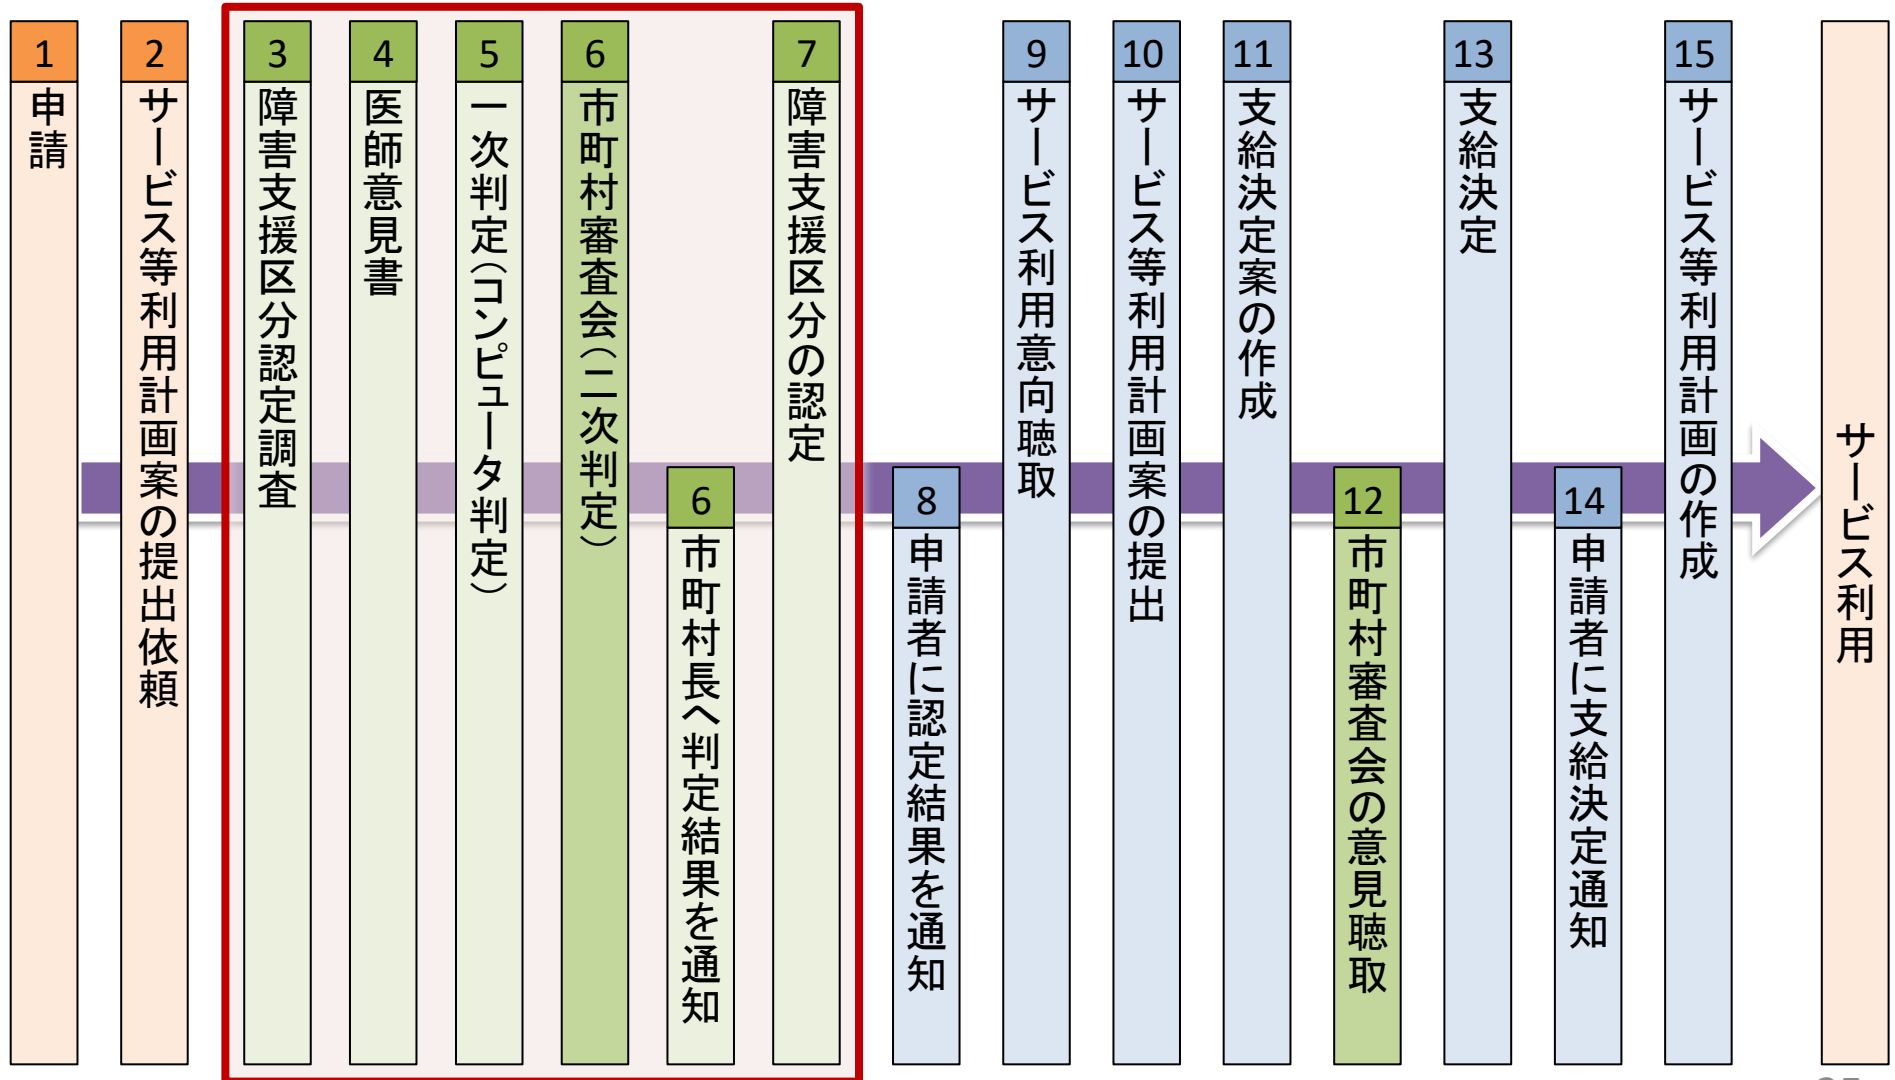 1
申請
2
サービス等利用計画案の提出依頼
3
障害支援区分認定調査
4
医師意見書
5
一次判定(コンピュータ判定)
6
市町村審査会(二次判定)
6
市町村長へ判定結果を通知
7
障害支援区分の認定
8
申請者に認定結果を通知
9
サービス利用意向聴取
10
サービス等利用計画案の提出
11
支給決定案の作成
12
市町村審査会の意見聴取
13
支給決定
14
申請者に支給決定通知
15
サービス等利用計画の作成
サービス利用